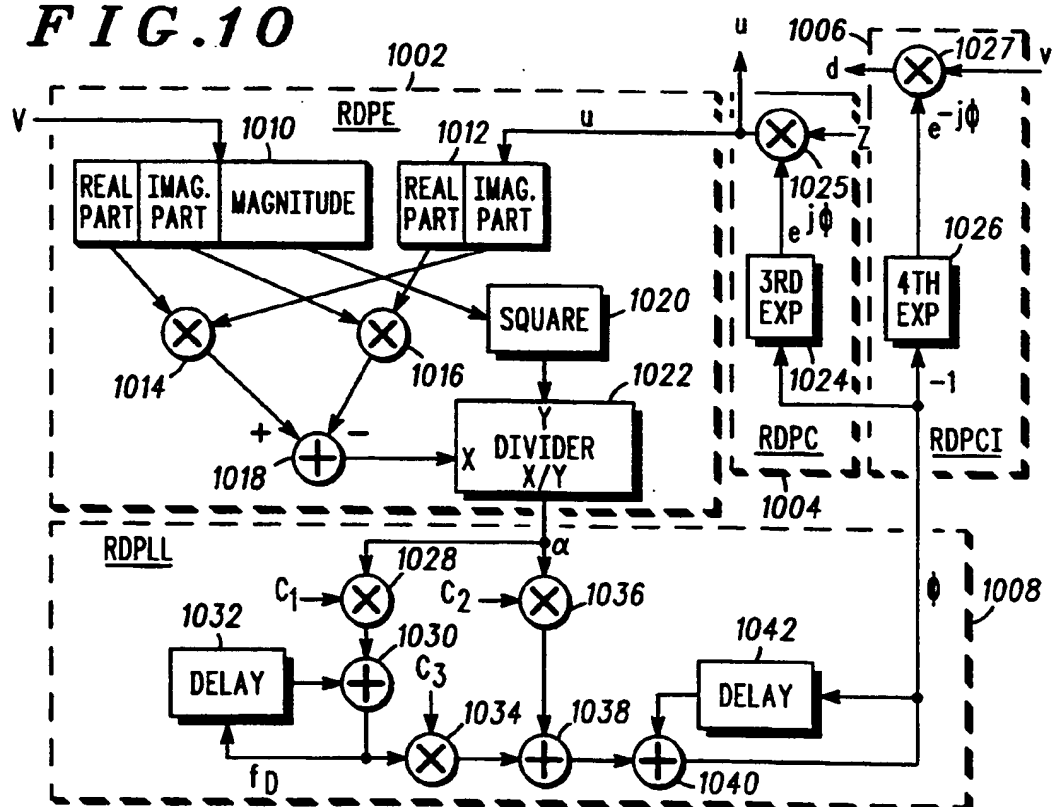 FIG.10
1002
u
1006
1027
d
v
V
RDPE
1010
1012
u
Z
1025
e^-jϕ
REAL PART
IMAG. PART
MAGNITUDE
REAL PART
IMAG. PART
e^jϕ
1026
3RD EXP
4TH EXP
SQUARE
1020
1014
1016
1024
-1
1022
+
-
1018
X
Y
DIVIDER
X/Y
RDPC
RDPCI
1004
RDPLL
α
1028
C1
C2
1036
ϕ
1008
1032
1030
1042
DELAY
C3
DELAY
1034
1038
fD
1040